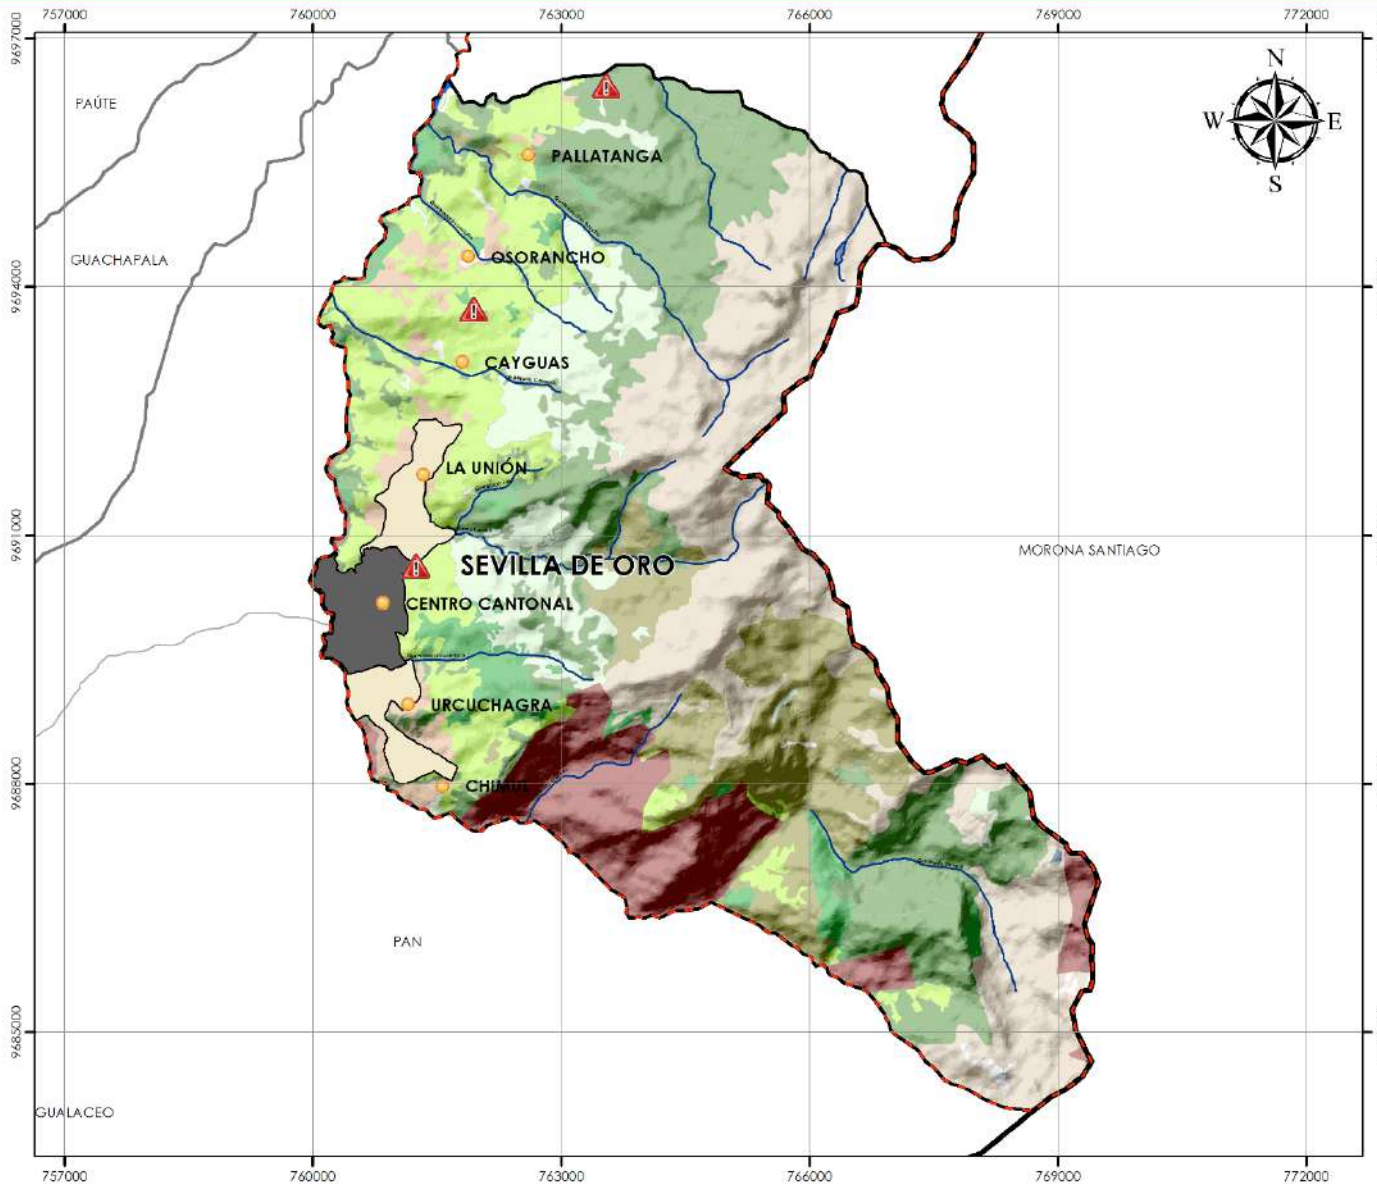 757000 760000 763000 766000 769000 772000
9697000
N
W E
S
PAÚTE
PALLATANGA
GUACHAPALA
OSORANCHO
9694000
CAYGUAS
LA UNIÓN
9691000
MORONA SANTIAGO
SEVILLA DE ORO
CENTRO CANTONAL
URCUCHAGRA
9688000
PAN
9685000
GUALACEO
757000 760000 763000 766000 769000 772000